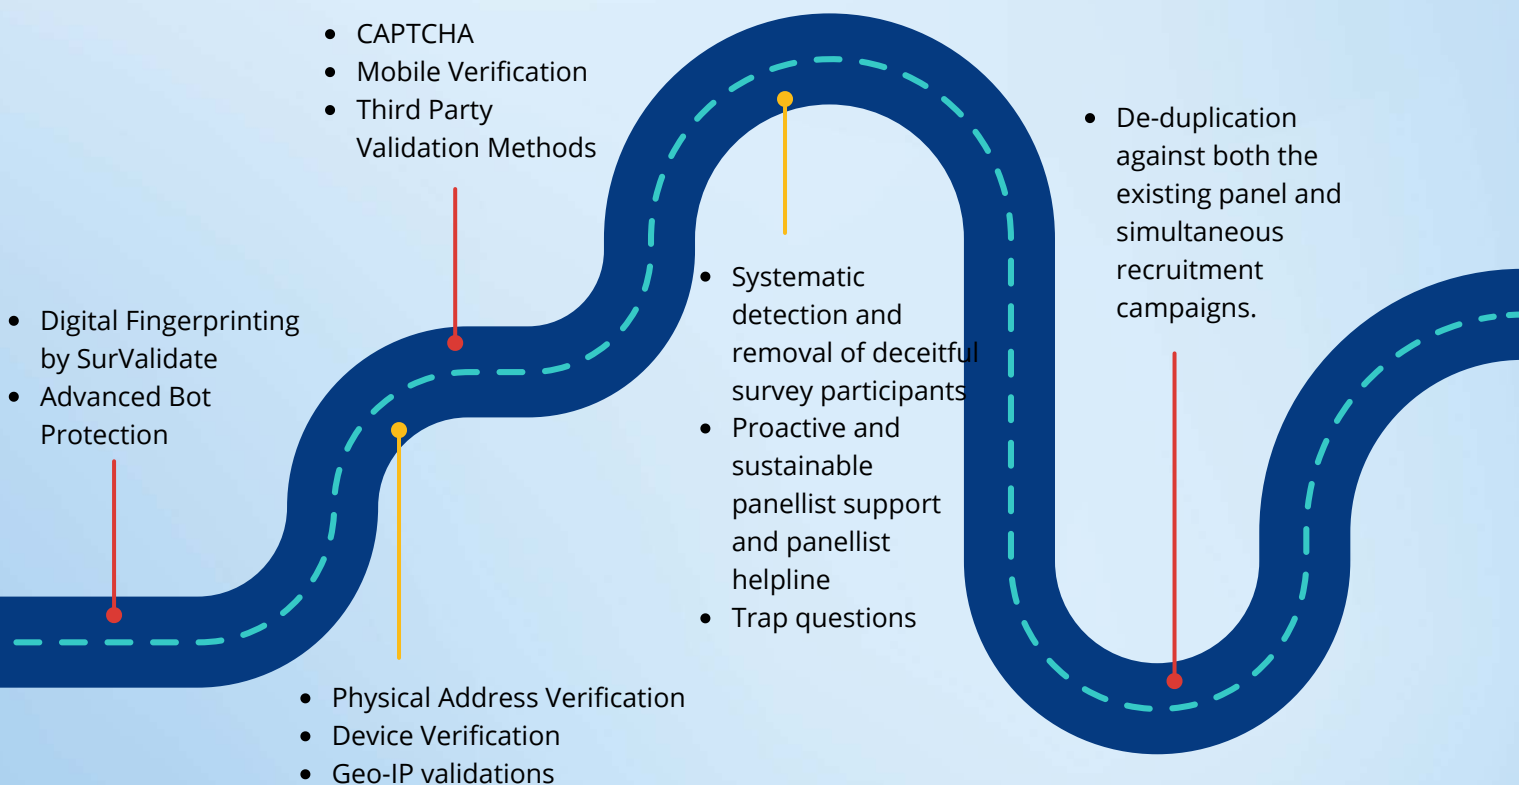 • Digital Fingerprinting
by SurValidate
• Advanced Bot
Protection
• Physical Address Verification
• Device Verification
• Geo-IP validations
• CAPTCHA
• Mobile Verification
• Third Party
Validation Methods
• Systematic
detection and
removal of deceitful
survey participants
• Proactive and
sustainable
panellist support
and panellist
helpline
• Trap questions
• De-duplication
against both the
existing panel and
simultaneous
recruitment
campaigns.